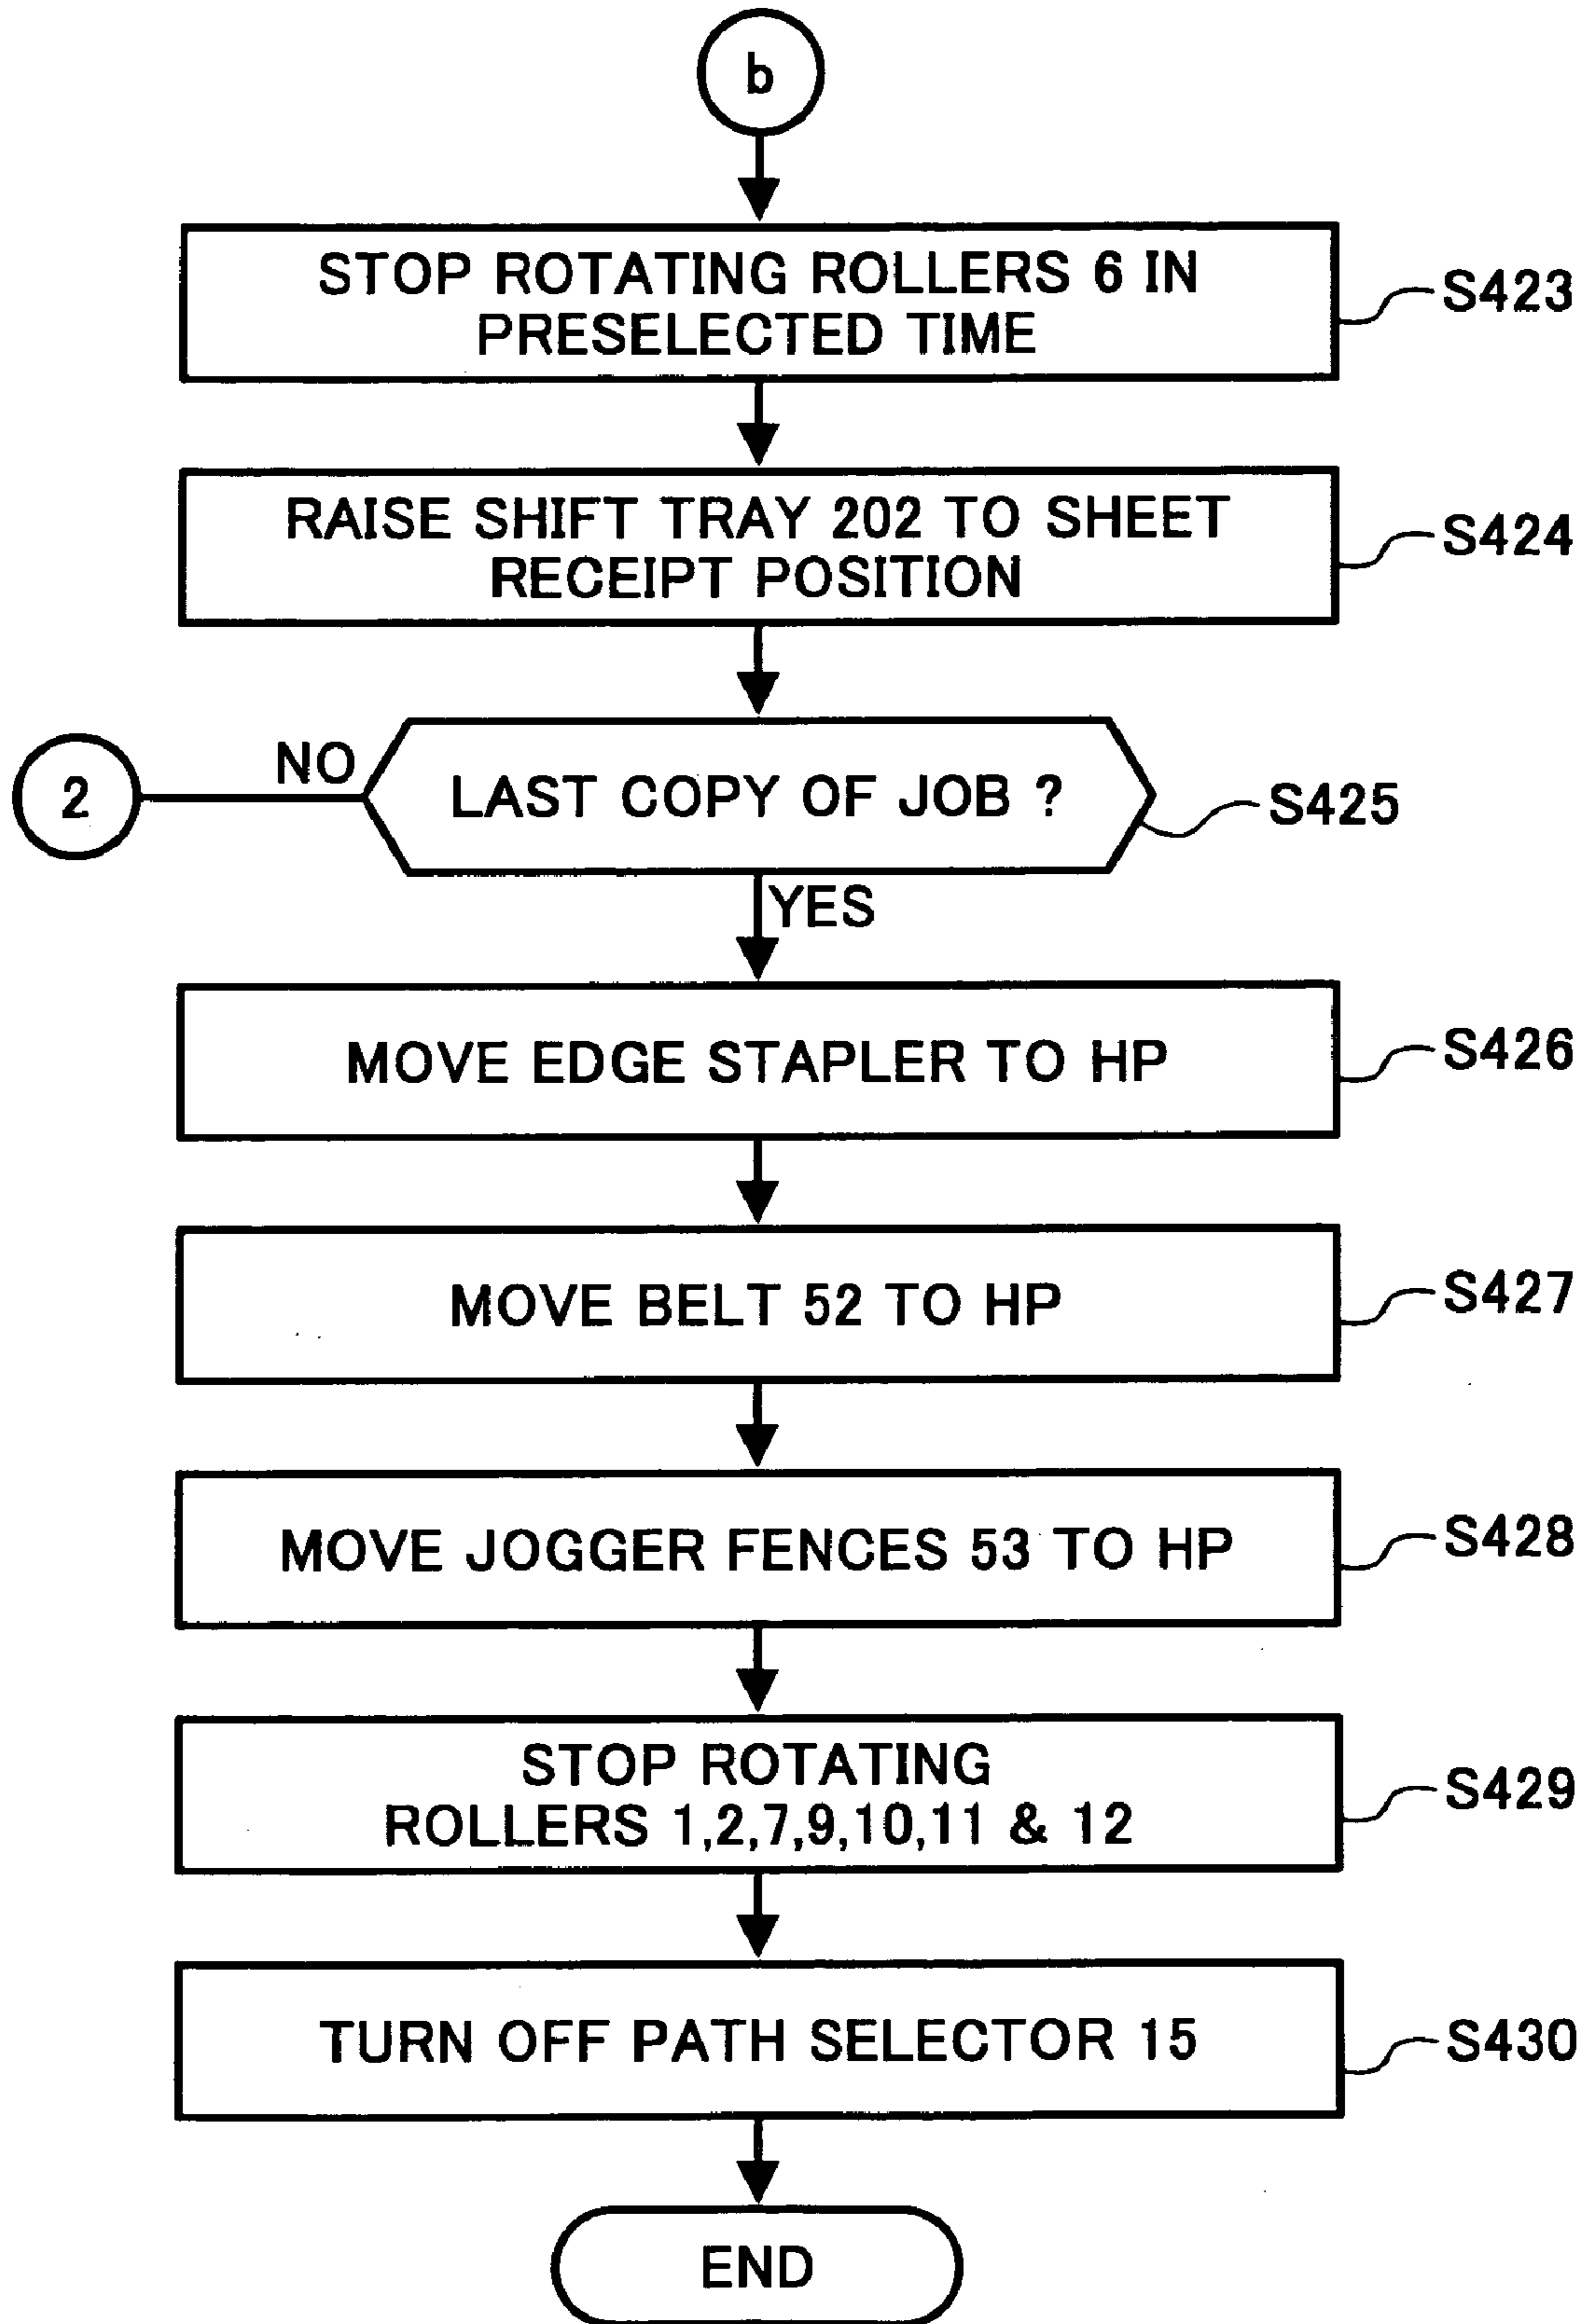 b
STOP ROTATING ROLLERS 6 IN
PRESELECTED TIME
S423
RAISE SHIFT TRAY 202 TO SHEET
RECEIPT POSITION
S424
2
NO
LAST COPY OF JOB ?
S425
YES
MOVE EDGE STAPLER TO HP
S426
MOVE BELT 52 TO HP
S427
MOVE JOGGER FENCES 53 TO HP
S428
STOP ROTATING
ROLLERS 1,2,7,9,10,11 & 12
S429
TURN OFF PATH SELECTOR 15
S430
END